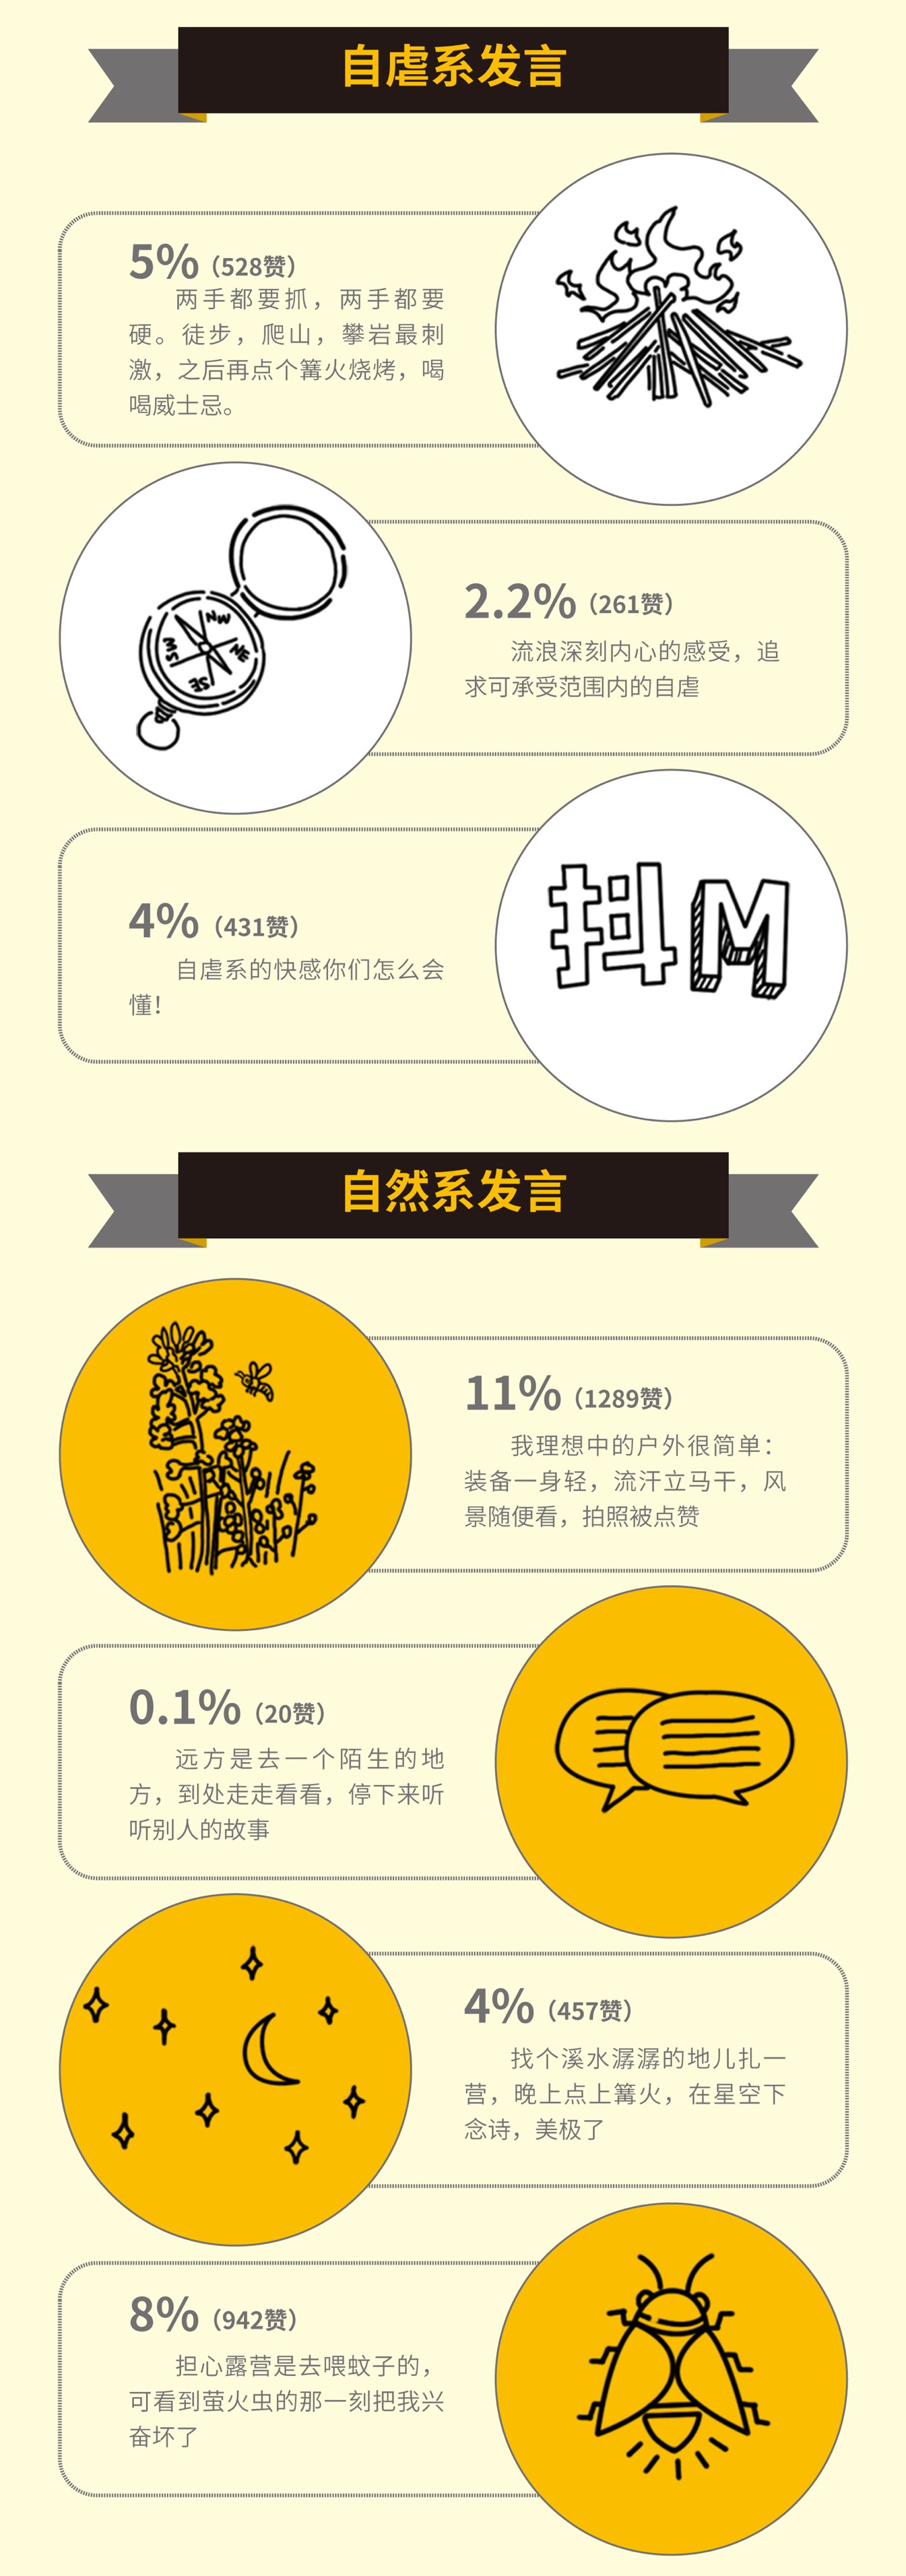 自虐系发言
5%（528赞）
两手都要抓，两手都要
硬。徒步，爬山，攀岩最刺
激，之后再点个篝火烧烤，喝
喝威士忌。
NW
NE
SE
MS
2.2%（261赞）
流浪深刻内心的感受，追
求可承受范围内的自虐
4%（431赞）
自虐系的快感你们怎么会
懂！
抖M
自然系发言
11%（1289赞）
我理想中的户外很简单：
装备一身轻，流汗立马干，风
景随便看，拍照被点赞
0.1%（20赞）
远方是去一个陌生的地
方，到处走走看看，停下来听
听别人的故事
4%（457赞）
找个溪水潺潺的地儿扎一
营，晚上点上篝火，在星空下
念诗，美极了
8%（942赞）
担心露营是去喂蚊子的，
可看到萤火虫的那一刻把我兴
奋坏了